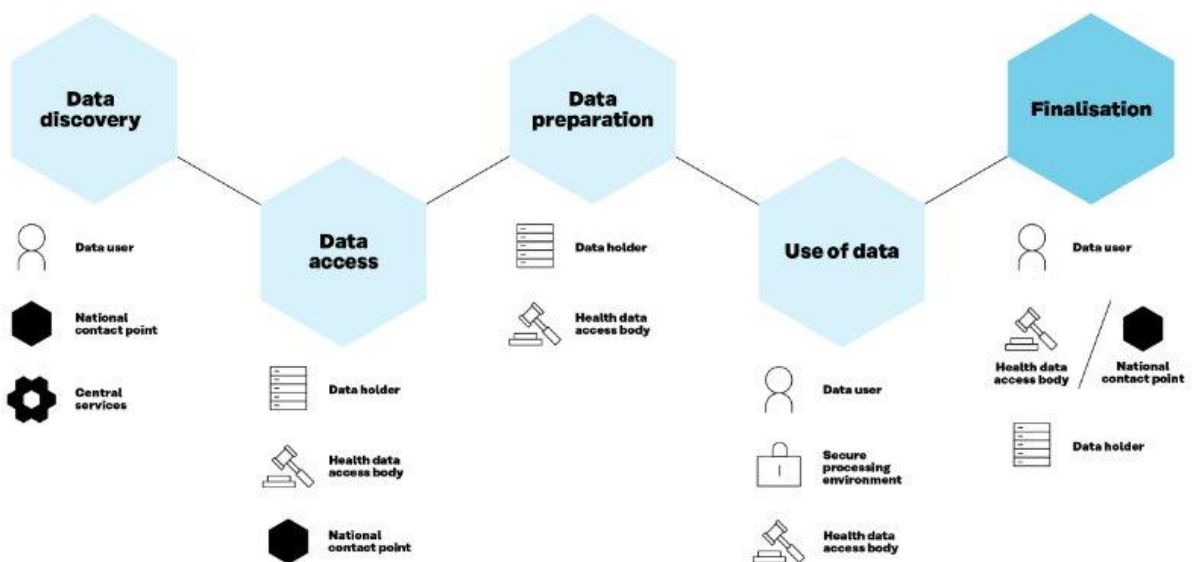 Data
discovery
Data user
National
contact point
Central
services
Data
access
Data holder
Health data
access body
National
contact point
Data
preparation
Data holder
Health data
access body
Use of data
Data user
Secure
processing
environment
Health data
access body
Finalisation
Data user
Health data
access body
National
contact point
Data holder